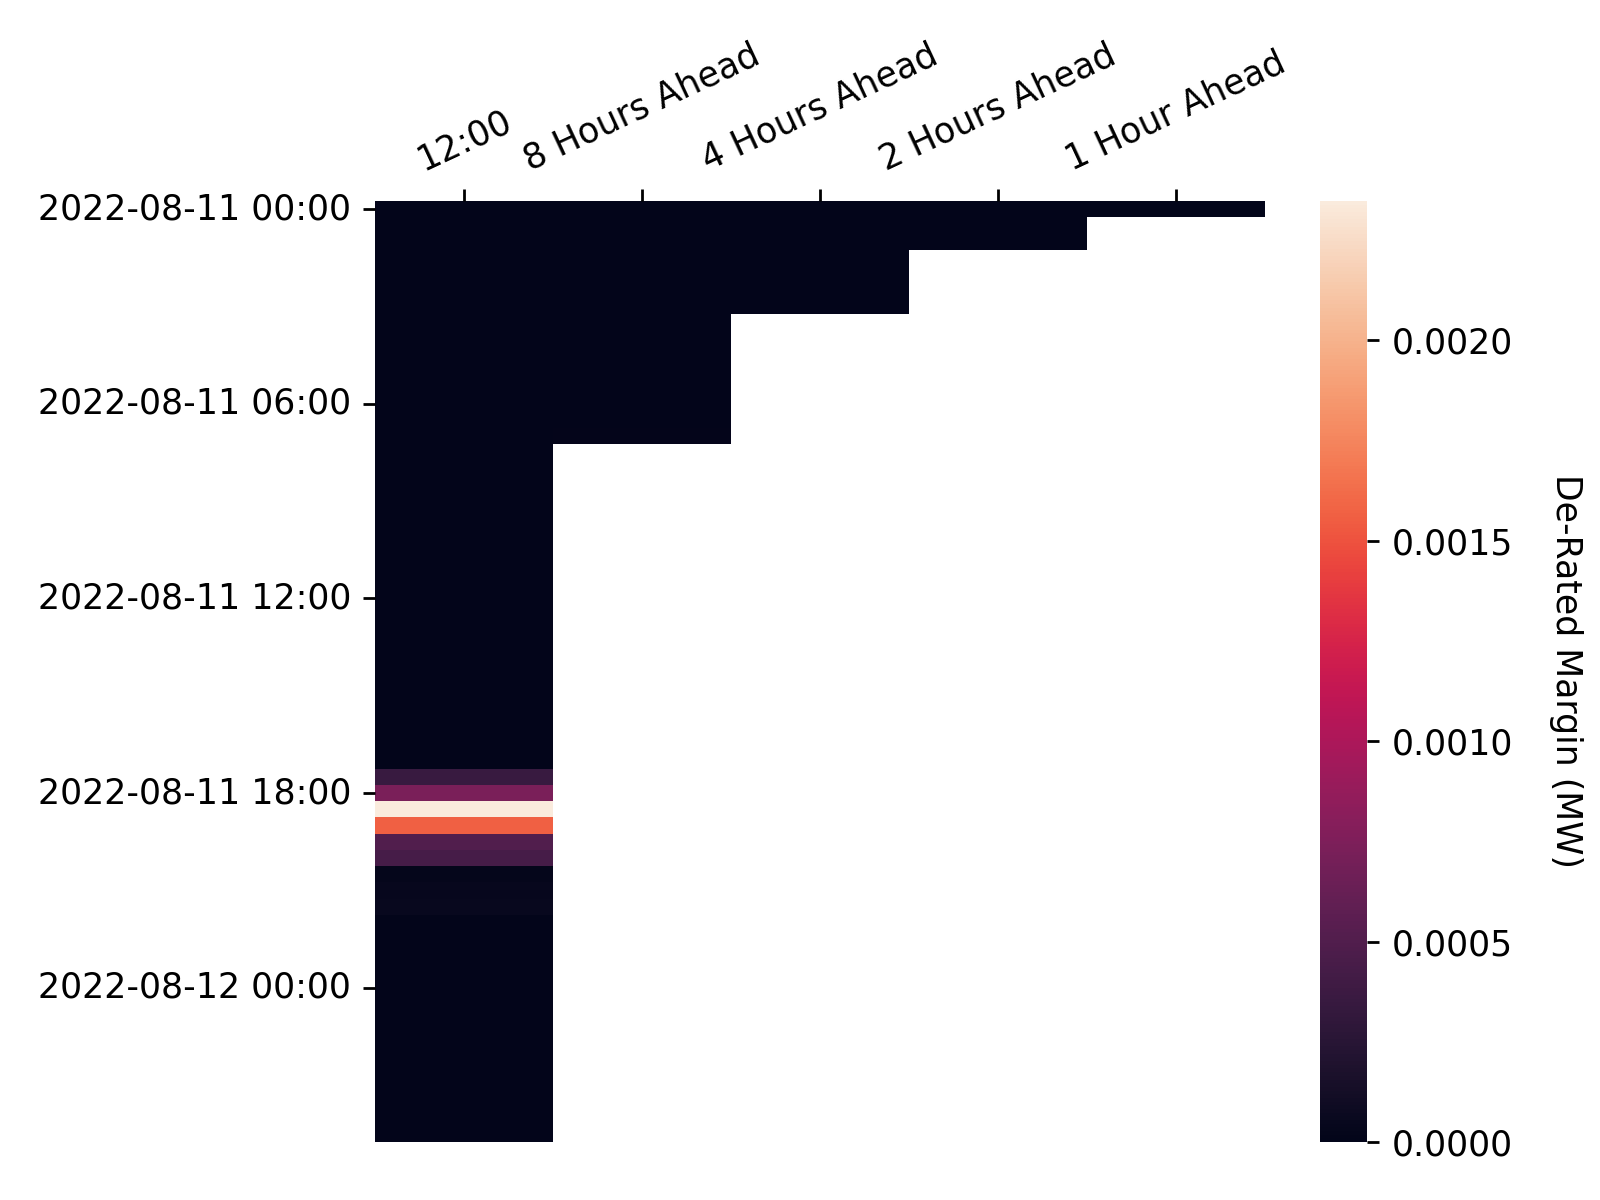 12:00
8 Hours Ahead
4 Hours Ahead
2 Hours Ahead
1 Hour Ahead
2022-08-11 00:00
2022-08-11 06:00
2022-08-11 12:00
2022-08-11 18:00
2022-08-12 00:00
0.0020
0.0015
0.0010
0.0005
0.0000
De-Rated Margin (MW)